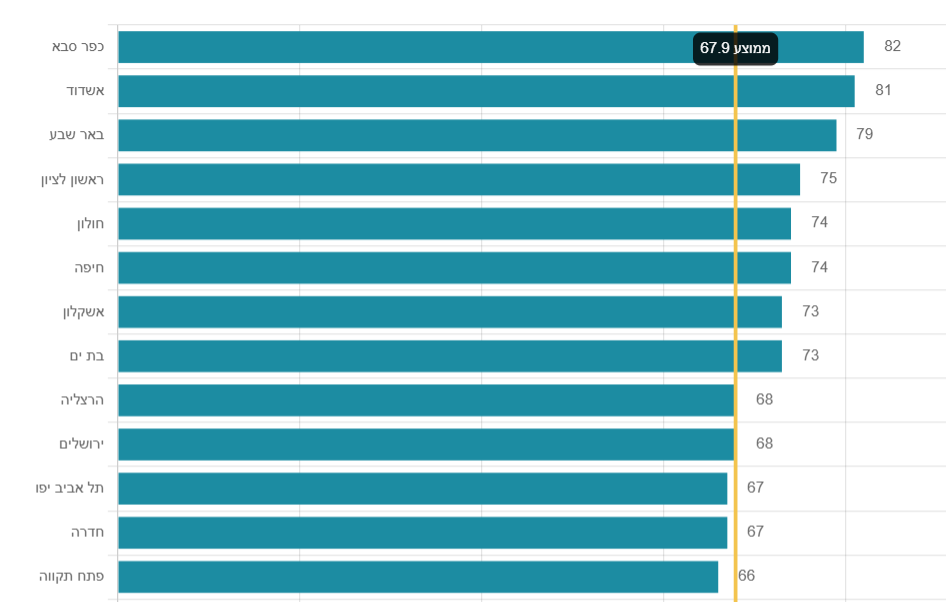 ממוצע 67.9
כפר סבא 82
אשדוד 81
באר שבע 79
ראשון לציון 75
חולון 74
חיפה 74
אשקלון 73
בת ים 73
הרצליה 68
ירושלים 68
תל אביב יפו 67
חדרה 67
פתח תקווה 66